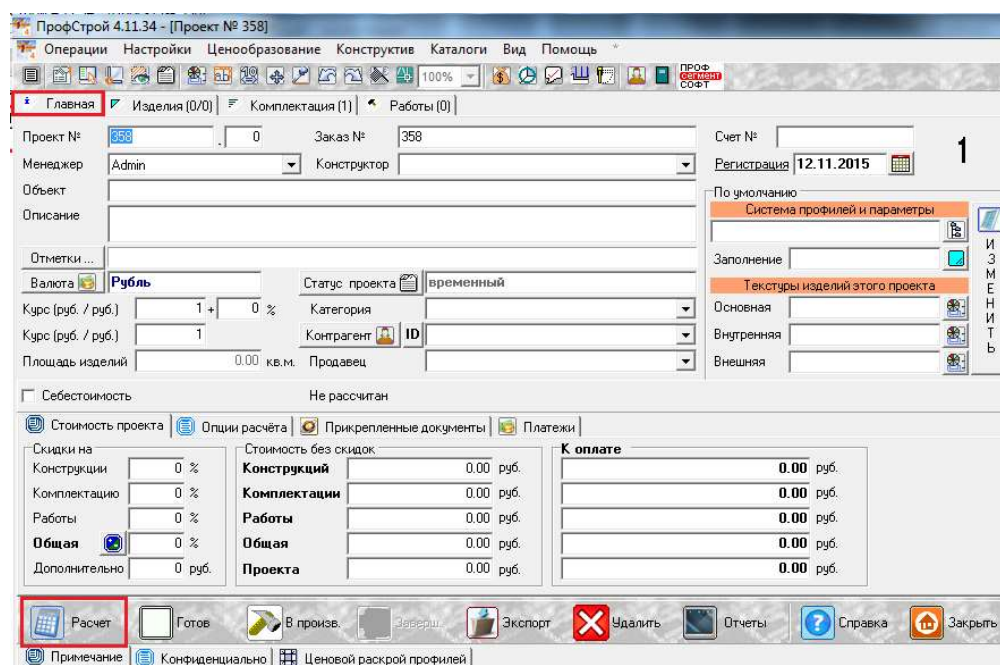 ПрофСтрой 4.11.34 - [Проект № 358]
Операции Настройки Ценообразование Конструктив Каталоги Вид Помощь *
100% ПРОФ СЕГМЕНТ СОФТ
Главная Изделия (0/0) Комплектация (1) Работы (0)
Проект № 358 . 0 Заказ № 358 Счет № 1
Менеджер Admin Конструктор Регистрация 12.11.2015
Объект По умолчанию
Описание Система профилей и параметры
Отметки ... Заполнение
Валюта Рубль Статус проекта временный Текстуры изделий этого проекта
Курс (руб. / руб.) 1 + 0 % Категория Основная
Курс (руб. / руб.) 1 Контрагент ID Внутренняя
Площадь изделий 0.00 кв.м. Продавец Внешняя
ИЗМЕНИТЬ
Себестоимость Не рассчитан
Стоимость проекта Опции расчёта Прикрепленные документы Платежи
Скидки на Стоимость без скидок К оплате
Конструкции 0 % Конструкций 0.00 руб. 0.00 руб.
Комплектацию 0 % Комплектации 0.00 руб. 0.00 руб.
Работы 0 % Работы 0.00 руб. 0.00 руб.
Общая 0 % Общая 0.00 руб. 0.00 руб.
Дополнительно 0 руб. Проекта 0.00 руб. 0.00 руб.
Расчет Готов В произв. Заверш. Экспорт Удалить Отчеты Справка Закрыть
Примечание Конфиденциально Ценовой раскрой профилей